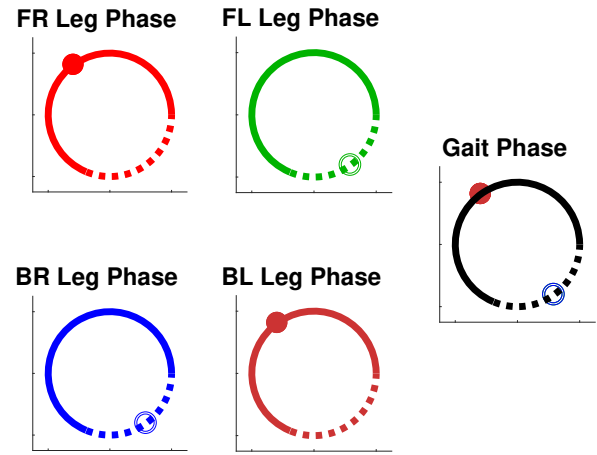 FR Leg Phase
FL Leg Phase
Gait Phase
BR Leg Phase
BL Leg Phase